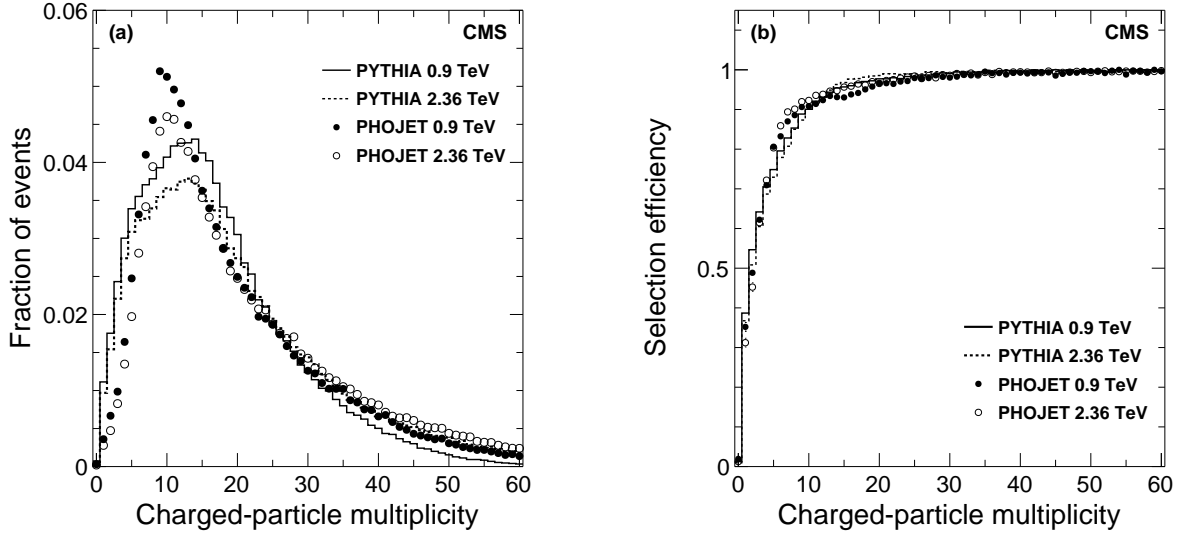 (a)
CMS
PYTHIA 0.9 TeV
PYTHIA 2.36 TeV
PHOJET 0.9 TeV
PHOJET 2.36 TeV
0.06
0.04
0.02
0
Fraction of events
0 10 20 30 40 50 60
Charged-particle multiplicity
(b)
CMS
1
0.5
0
Selection efficiency
PYTHIA 0.9 TeV
PYTHIA 2.36 TeV
PHOJET 0.9 TeV
PHOJET 2.36 TeV
0 10 20 30 40 50 60
Charged-particle multiplicity